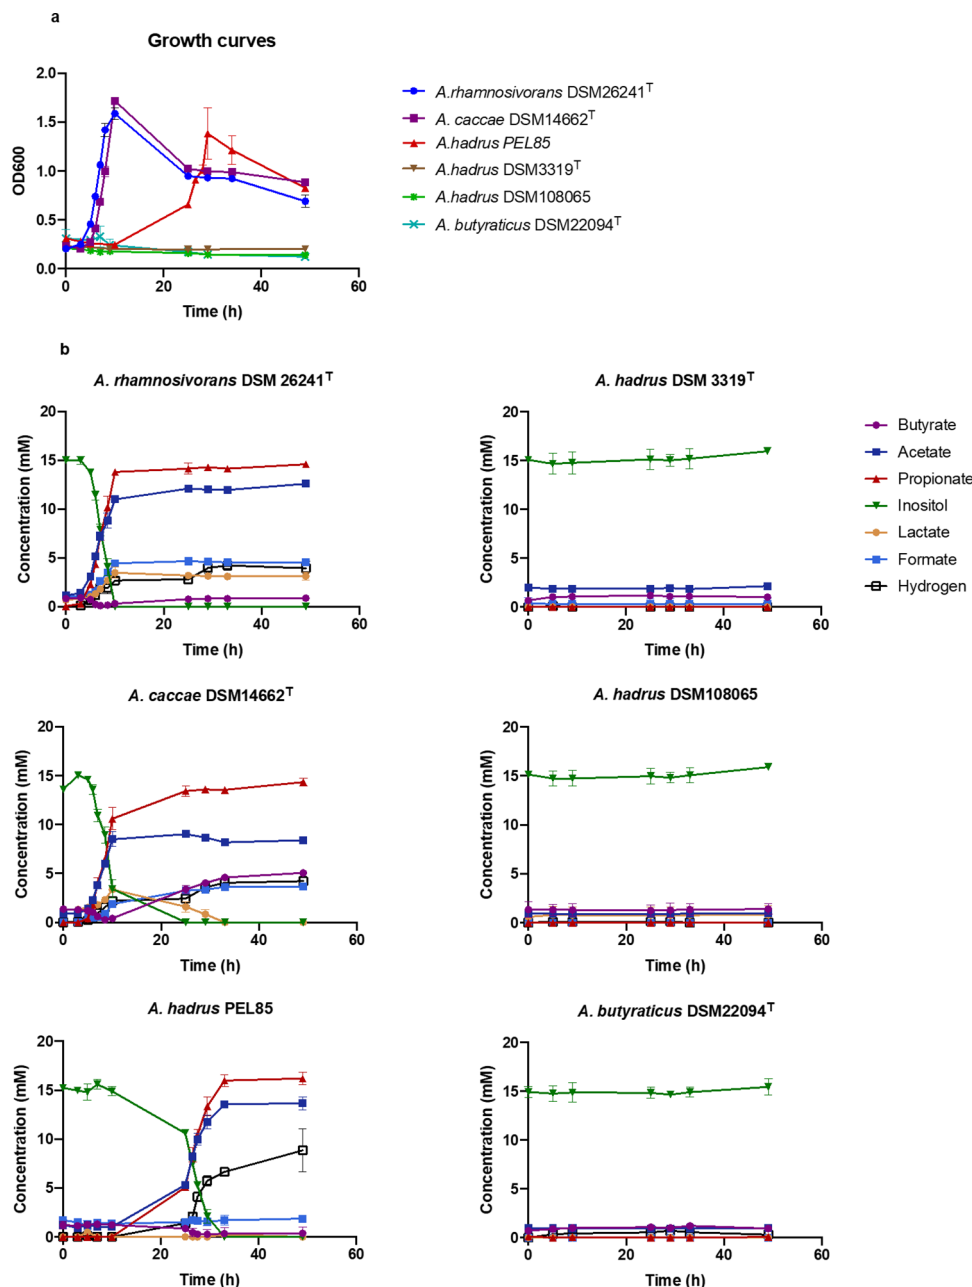 a
Growth curves
2.0
1.5
1.0
0.5
0.0
OD600
0 20 40 60
Time (h)
A.rhamnosivorans DSM26241T
A. caccae DSM14662T
A.hadrus PEL85
A.hadrus DSM3319T
A.hadrus DSM108065
A. butyraticus DSM22094T
b
A. rhamnosivorans DSM 26241T
20
15
10
5
0
Concentration (mM)
0 20 40 60
Time (h)
A. hadrus DSM 3319T
20
15
10
5
0
Concentration (mM)
0 20 40 60
Time (h)
Butyrate
Acetate
Propionate
Inositol
Lactate
Formate
Hydrogen
A. caccae DSM14662T
20
15
10
5
0
Concentration (mM)
0 20 40 60
Time (h)
A. hadrus DSM108065
20
15
10
5
0
Concentration (mM)
0 20 40 60
Time (h)
A. hadrus PEL85
20
15
10
5
0
Concentration (mM)
0 20 40 60
Time (h)
A. butyraticus DSM22094T
20
15
10
5
0
Concentration (mM)
0 20 40 60
Time (h)